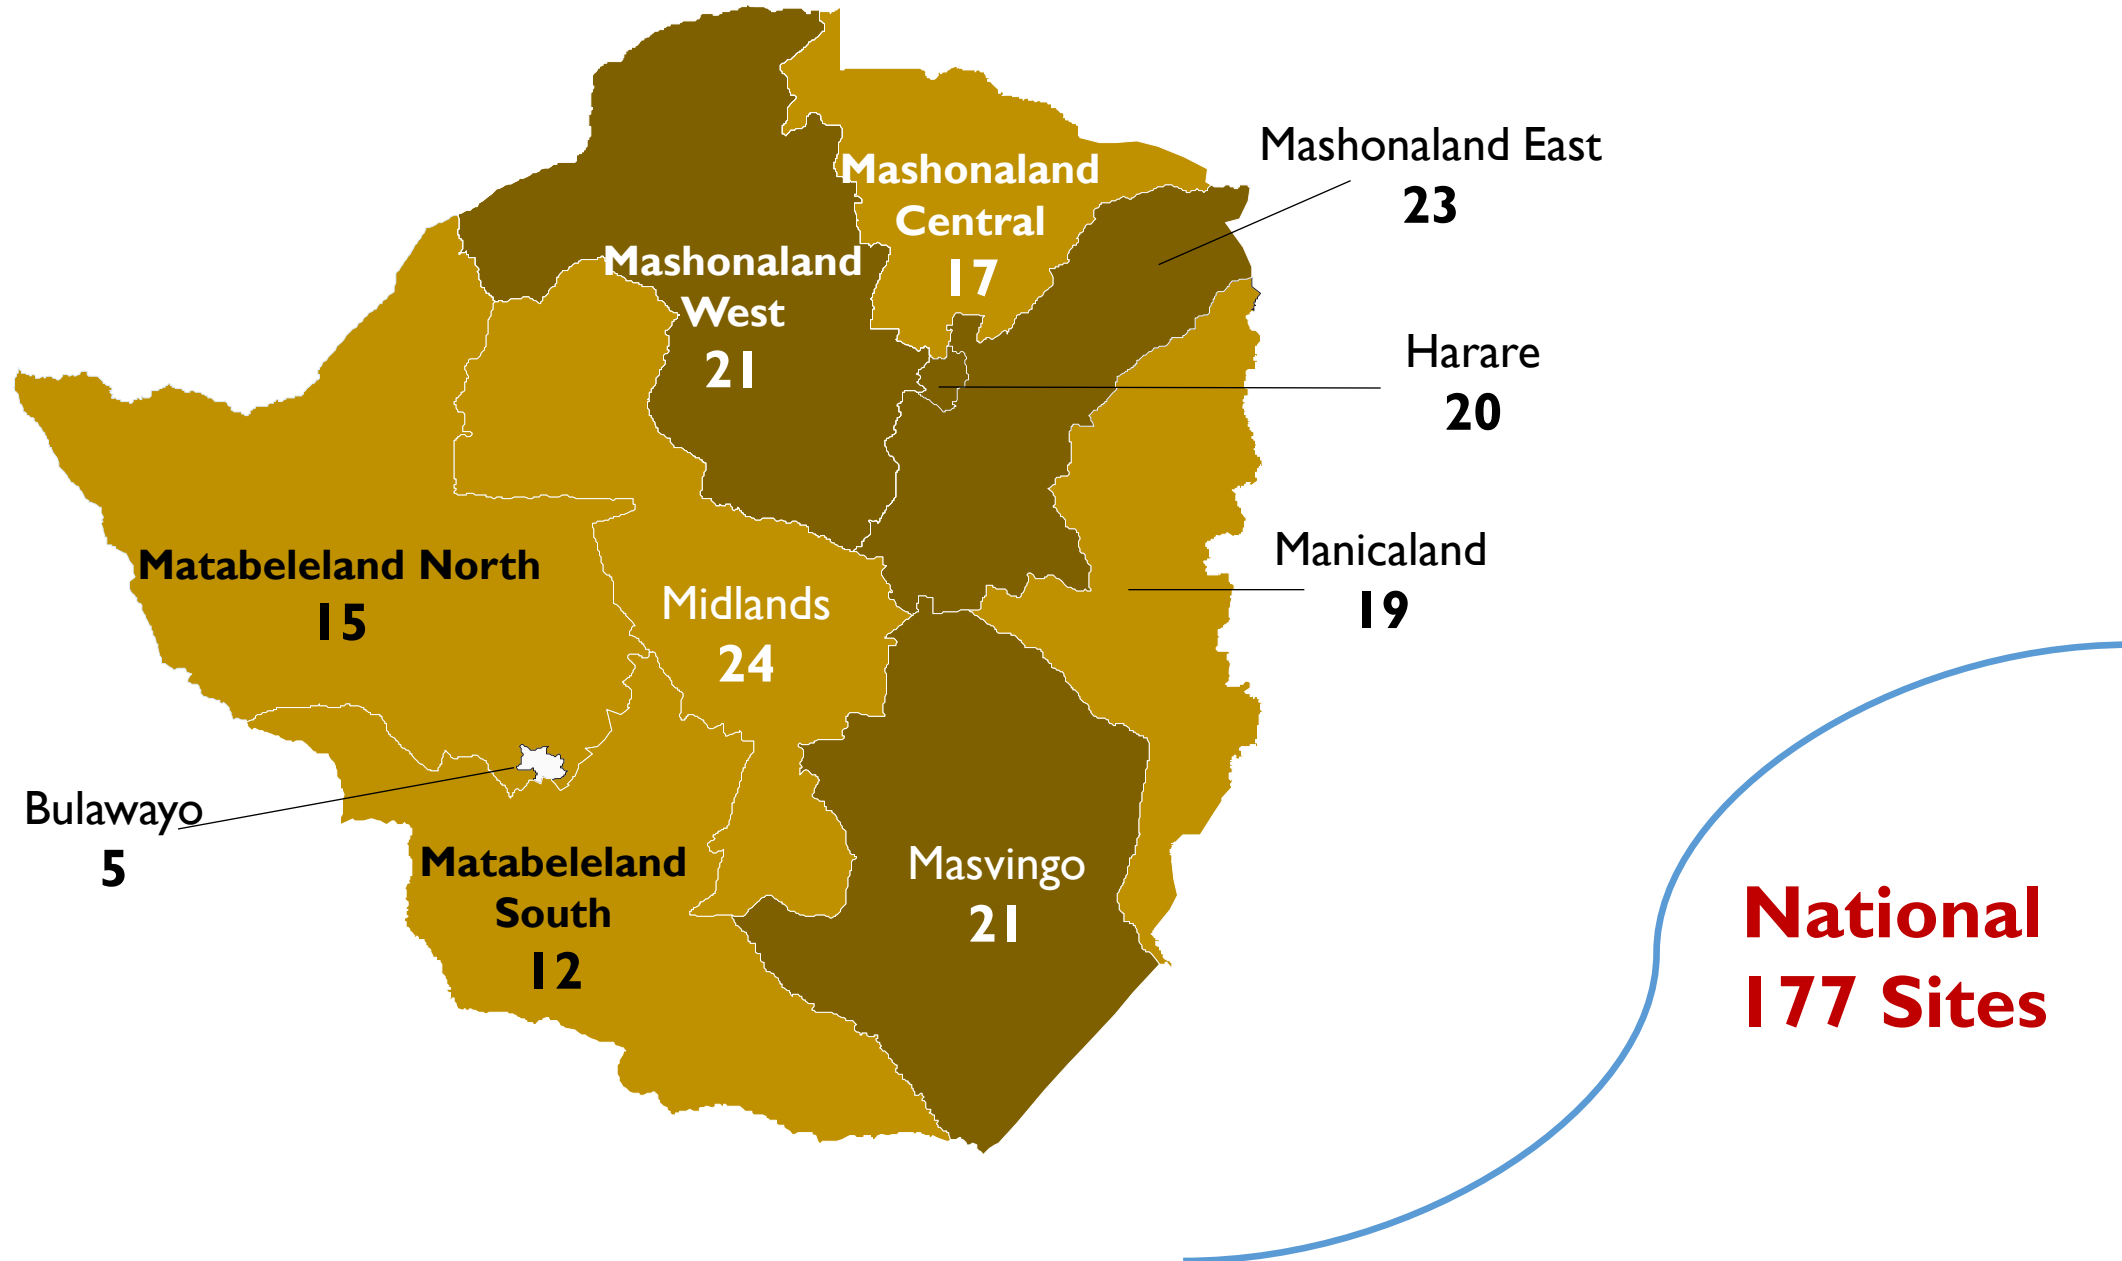 Mashonaland East
23
Mashonaland
Central
17
Mashonaland
West
21
Harare
20
Manicaland
19
Matabeleland North
15
Midlands
24
Bulawayo
5
Matabeleland
South
12
Masvingo
21
National
177 Sites